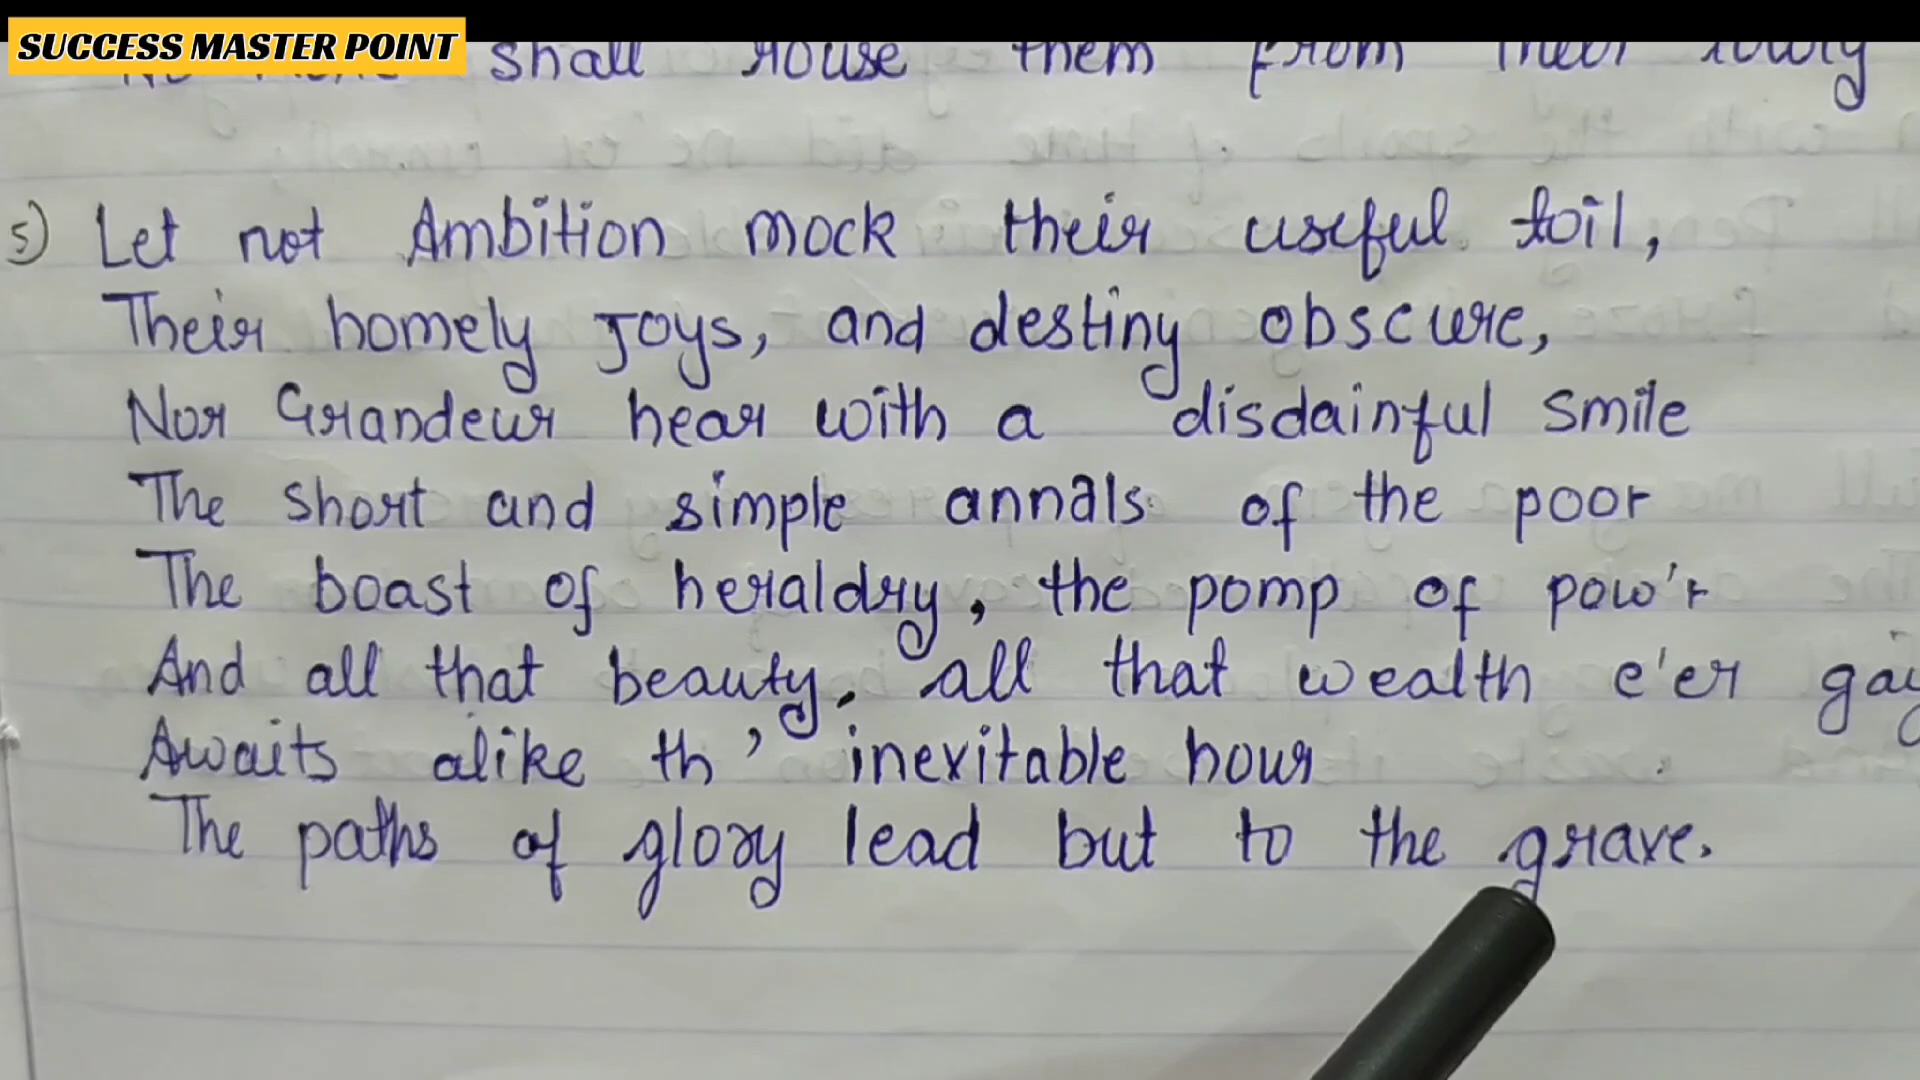 SUCCESS MASTER POINT
shall rouse them from their lowly
5) Let not Ambition mock their useful toil,
Their homely Joys, and destiny obscure,
Nor Grandeur hear with a disdainful smile
The short and simple annals of the poor
The boast of heraldry, the pomp of pow'r
And all that beauty, all that wealth e'er
Awaits alike th' inevitable hour
The paths of glory lead but to the grave.